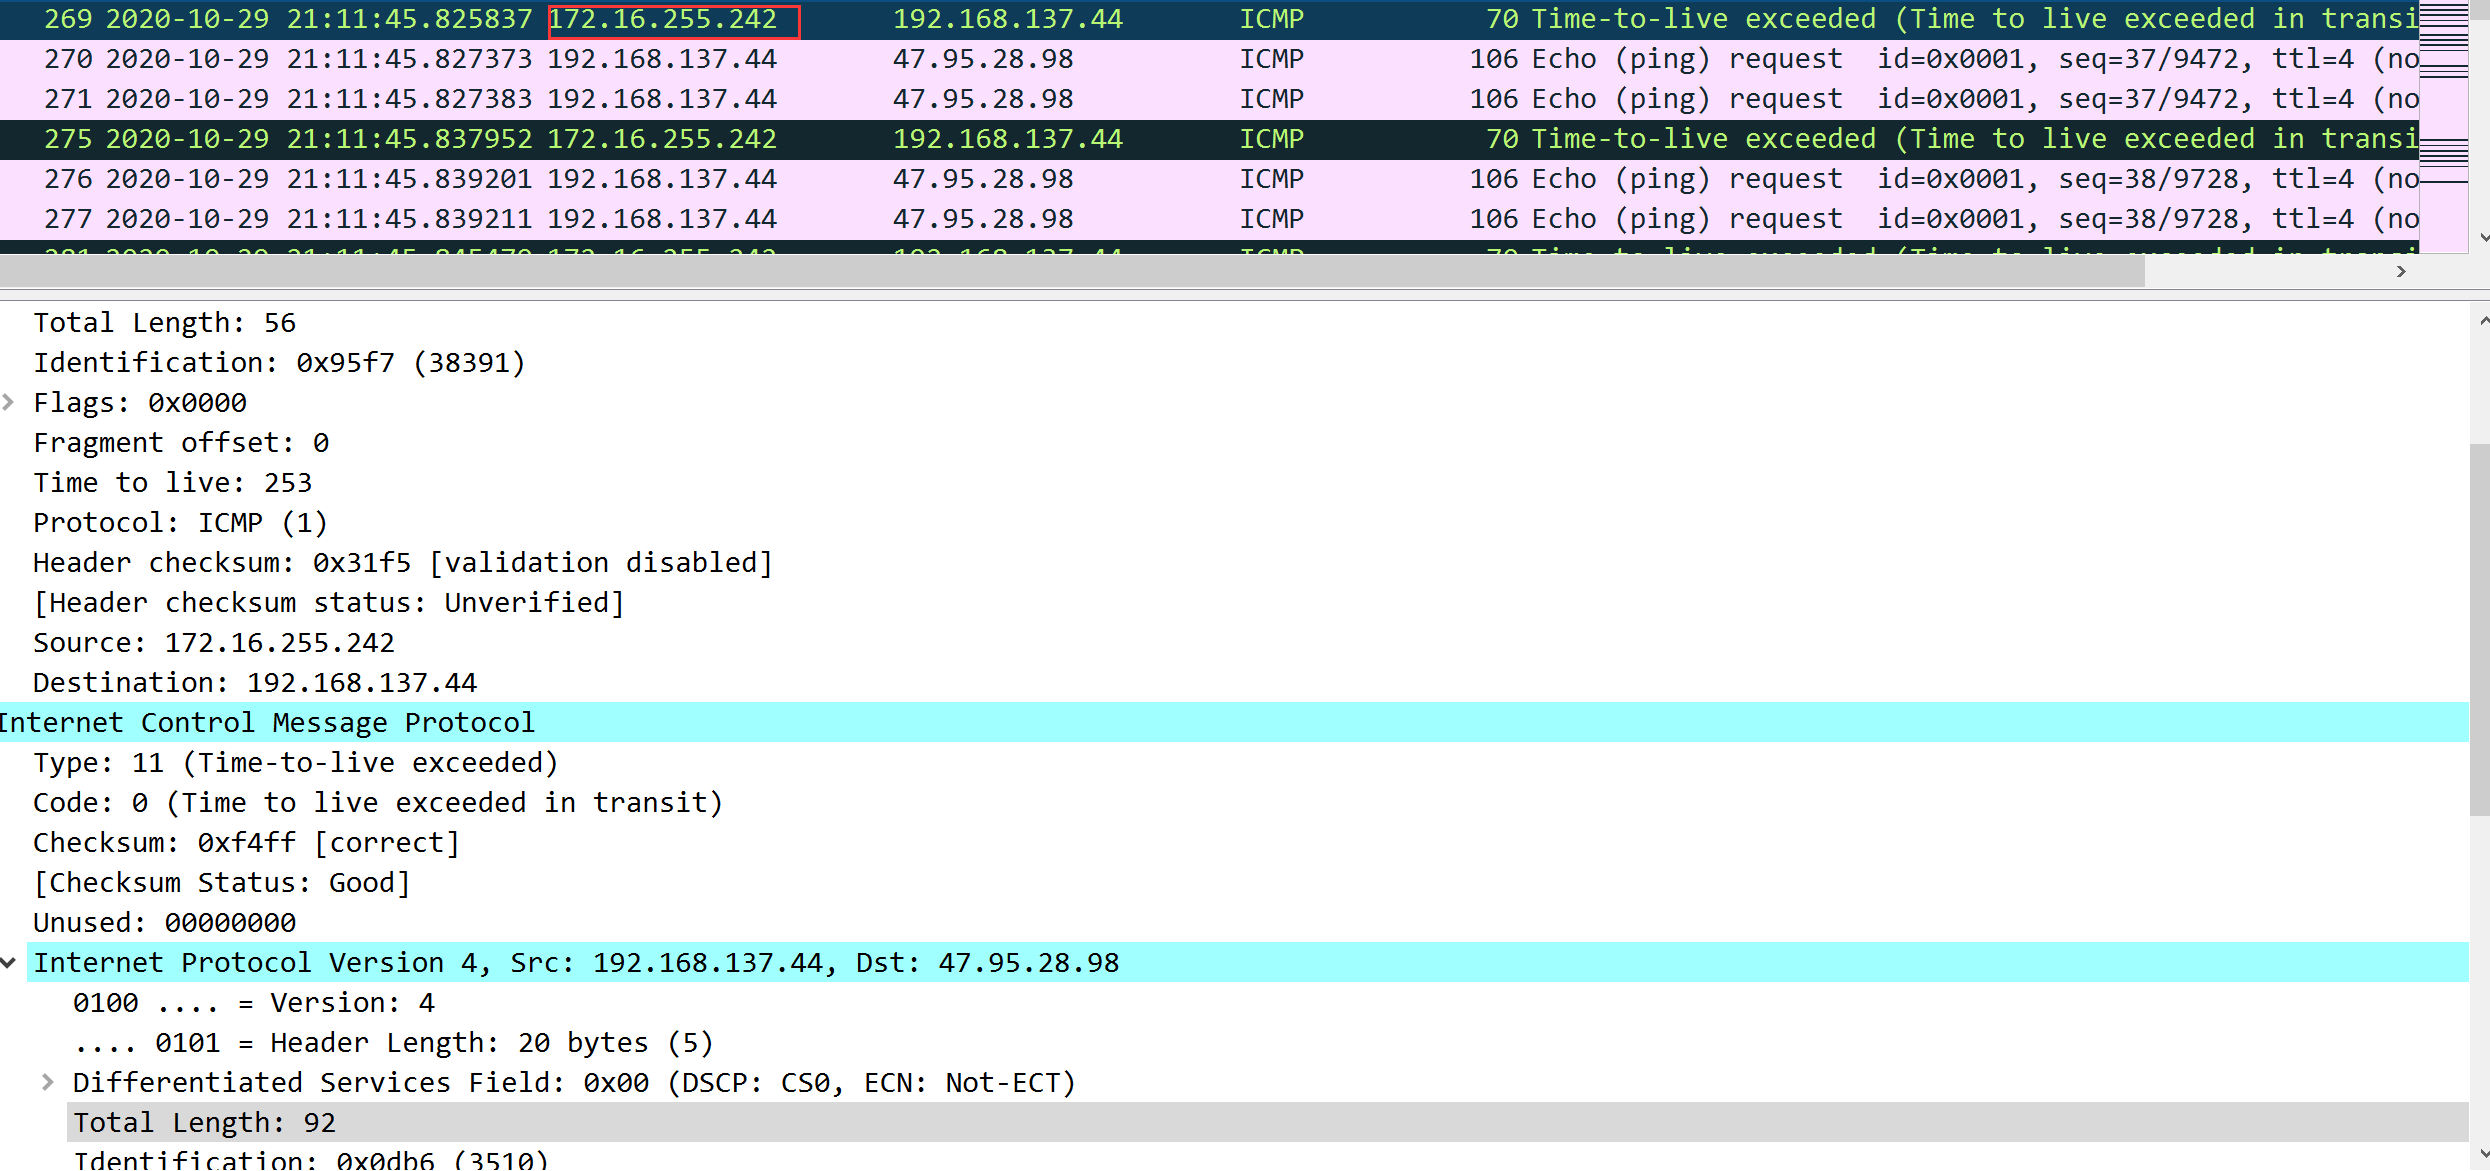 269 2020-10-29 21:11:45.825837 172.16.255.242 192.168.137.44 ICMP 70 Time-to-live exceeded (Time to live exceeded in transi
270 2020-10-29 21:11:45.827373 192.168.137.44 47.95.28.98 ICMP 106 Echo (ping) request id=0x0001, seq=37/9472, ttl=4 (no
271 2020-10-29 21:11:45.827383 192.168.137.44 47.95.28.98 ICMP 106 Echo (ping) request id=0x0001, seq=37/9472, ttl=4 (no
275 2020-10-29 21:11:45.837952 172.16.255.242 192.168.137.44 ICMP 70 Time-to-live exceeded (Time to live exceeded in transi
276 2020-10-29 21:11:45.839201 192.168.137.44 47.95.28.98 ICMP 106 Echo (ping) request id=0x0001, seq=38/9728, ttl=4 (no
277 2020-10-29 21:11:45.839211 192.168.137.44 47.95.28.98 ICMP 106 Echo (ping) request id=0x0001, seq=38/9728, ttl=4 (no
Total Length: 56
Identification: 0x95f7 (38391)
Flags: 0x0000
Fragment offset: 0
Time to live: 253
Protocol: ICMP (1)
Header checksum: 0x31f5 [validation disabled]
[Header checksum status: Unverified]
Source: 172.16.255.242
Destination: 192.168.137.44
Internet Control Message Protocol
Type: 11 (Time-to-live exceeded)
Code: 0 (Time to live exceeded in transit)
Checksum: 0xf4ff [correct]
[Checksum Status: Good]
Unused: 00000000
Internet Protocol Version 4, Src: 192.168.137.44, Dst: 47.95.28.98
0100 .... = Version: 4
.... 0101 = Header Length: 20 bytes (5)
Differentiated Services Field: 0x00 (DSCP: CS0, ECN: Not-ECT)
Total Length: 92
Identification: 0x0db6 (3510)